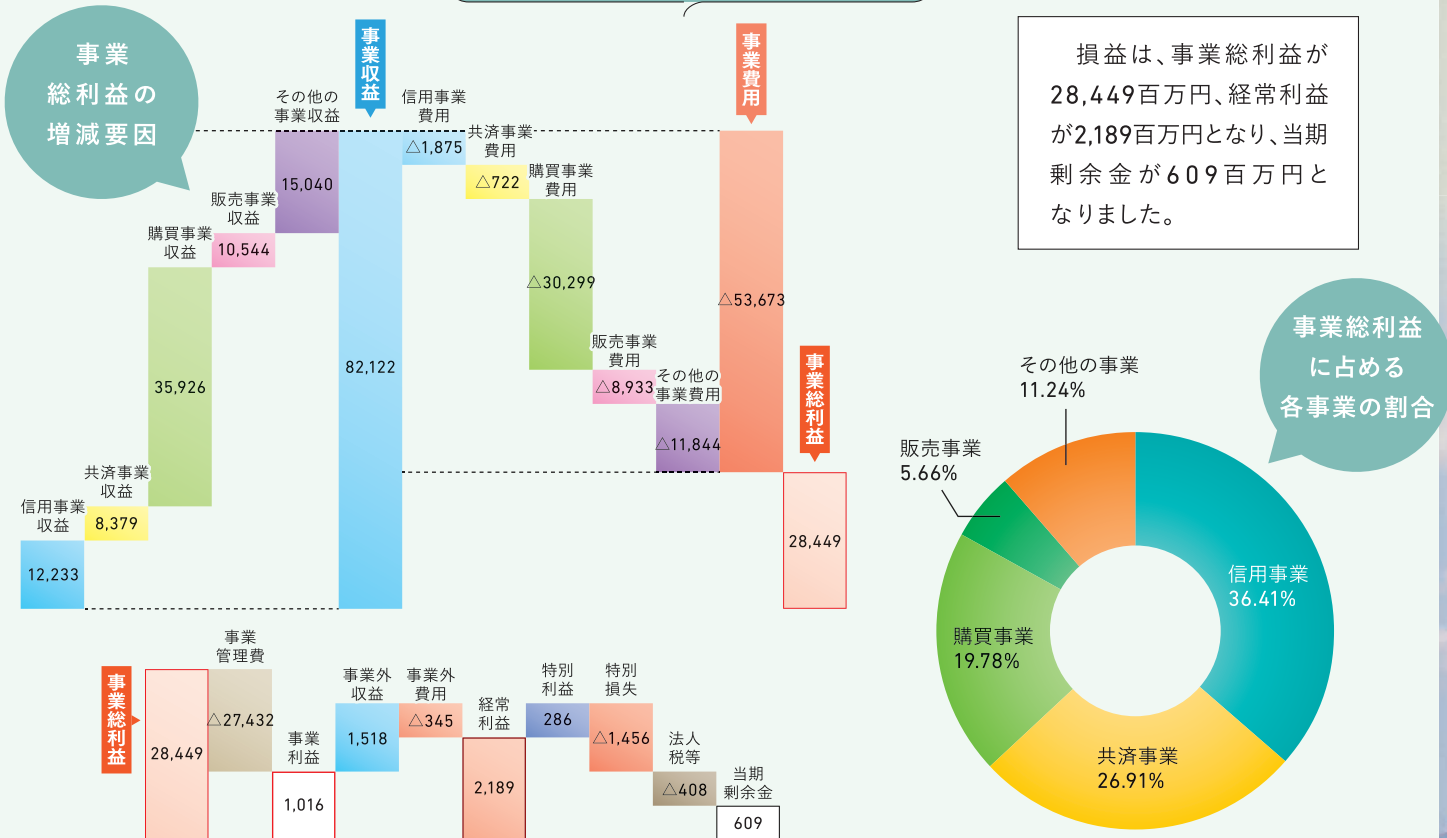 事業
総利益の
増減要因
信用事業
収益
12,233
共済事業
収益
8,379
購買事業
収益
35,926
販売事業
収益
10,544
その他の
事業収益
15,040
事業収益
82,122
信用事業
費用
△1,875
共済事業
費用
△722
購買事業
費用
△30,299
販売事業
費用
△8,933
その他の
事業費用
△11,844
事業費用
△53,673
事業総利益
28,449
損益は、事業総利益が
28,449百万円、経常利益
が2,189百万円となり、当期
剰余金が609百万円と
なりました。
事業総利益
に占める
各事業の割合
その他の事業
11.24%
販売事業
5.66%
購買事業
19.78%
共済事業
26.91%
信用事業
36.41%
事業総利益
28,449
事業
管理費
△27,432
事業
利益
1,016
事業外
収益
1,518
事業外
費用
△345
経常
利益
2,189
特別
利益
286
特別
損失
△1,456
法人
税等
△408
当期
剰余金
609